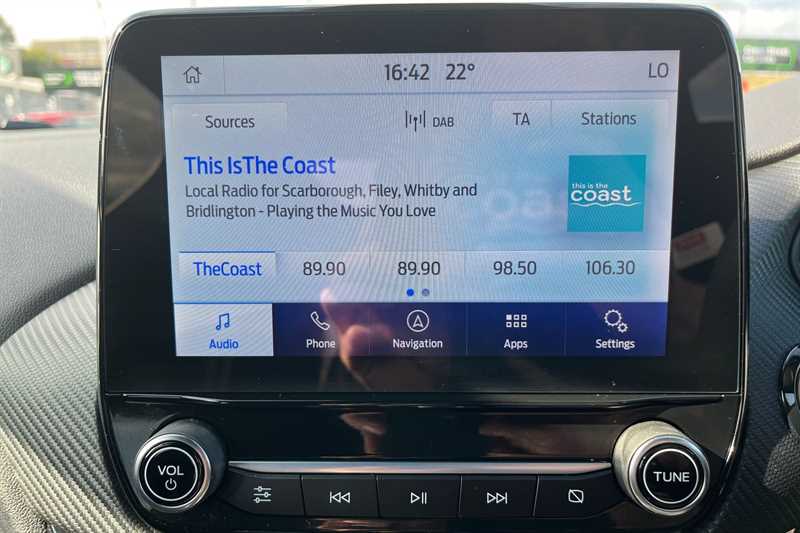 16:42 22° LO
Sources DAB TA Stations
This IsThe Coast
Local Radio for Scarborough, Filey, Whitby and
Bridlington - Playing the Music You Love
this is the
coast
TheCoast 89.90 89.90 98.50 106.30
Audio Phone Navigation Apps Settings
VOL TUNE